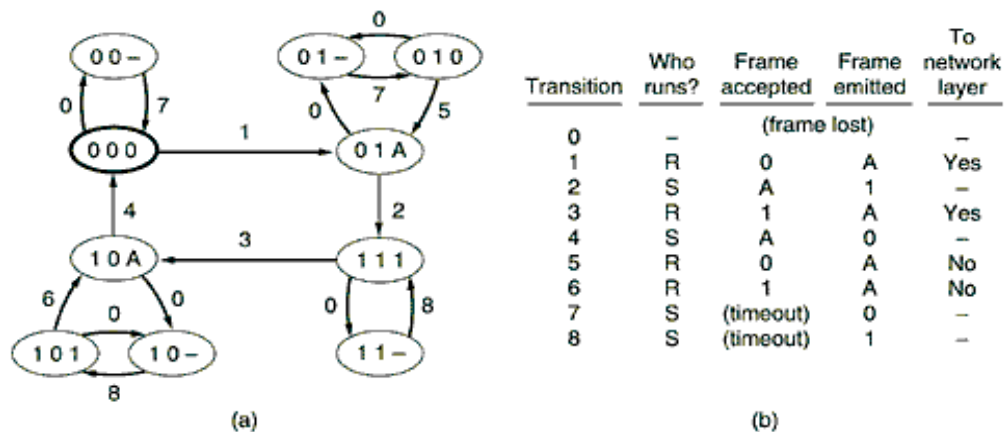 0 0 –
0
7
0 0 0
1
0 1 –
0
0 1 0
7
0
5
0 1 A
4
2
3
1 0 A
1 1 1
6
0
0
0
8
1 0 1
1 0 –
1 1 –
8
(a)
Transition Who runs? Frame accepted Frame emitted To network layer
0 – (frame lost) –
1 R 0 A Yes
2 S A 1 –
3 R 1 A Yes
4 S A 0 –
5 R 0 A No
6 R 1 A No
7 S (timeout) 0 –
8 S (timeout) 1 –
(b)